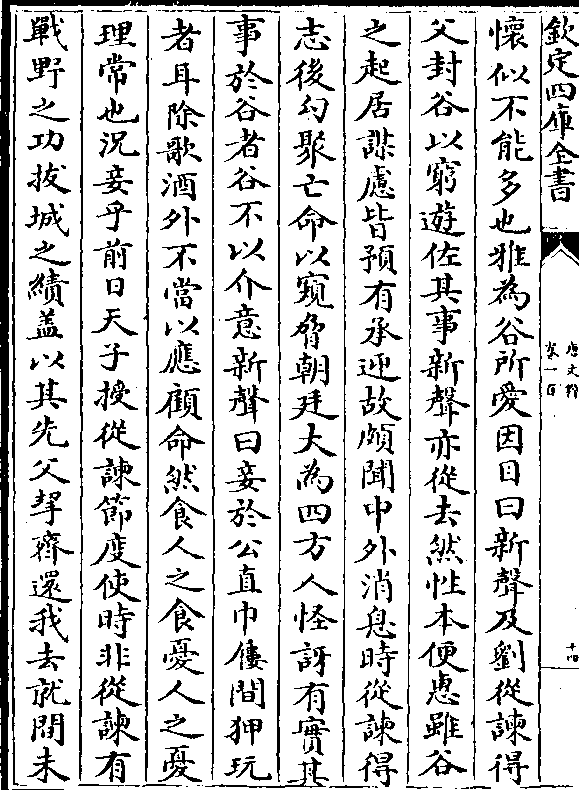 欽定四庫全書
唐文粹
卷一百
十四
懷似不能多也雅為谷所愛因目曰新聲及劉從諫得
父封谷以窮遊佐其事新聲亦從去然性本便慧雖谷
之起居謀慮皆預有承迎故頗聞中外消息時從諫得
志後勾聚亡命以窺脅朝廷大為四方人怪訝有實其
事於谷者谷不以介意新聲曰妾於公直巾僂間狎玩
者耳除歌酒外不當以應顧命然食人之食憂人之憂
理常也況妾乎前日天子授從諫節度使時非從諫有
戰野之功拔城之績蓋以其先父挈齊還我去就間未